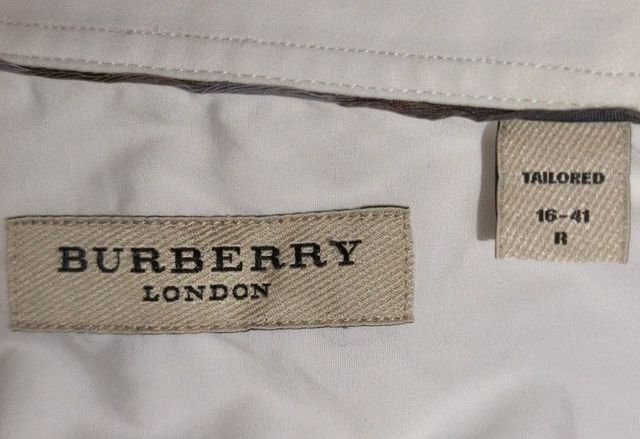 BURBERRY
LONDON
TAILORED
16-41
R